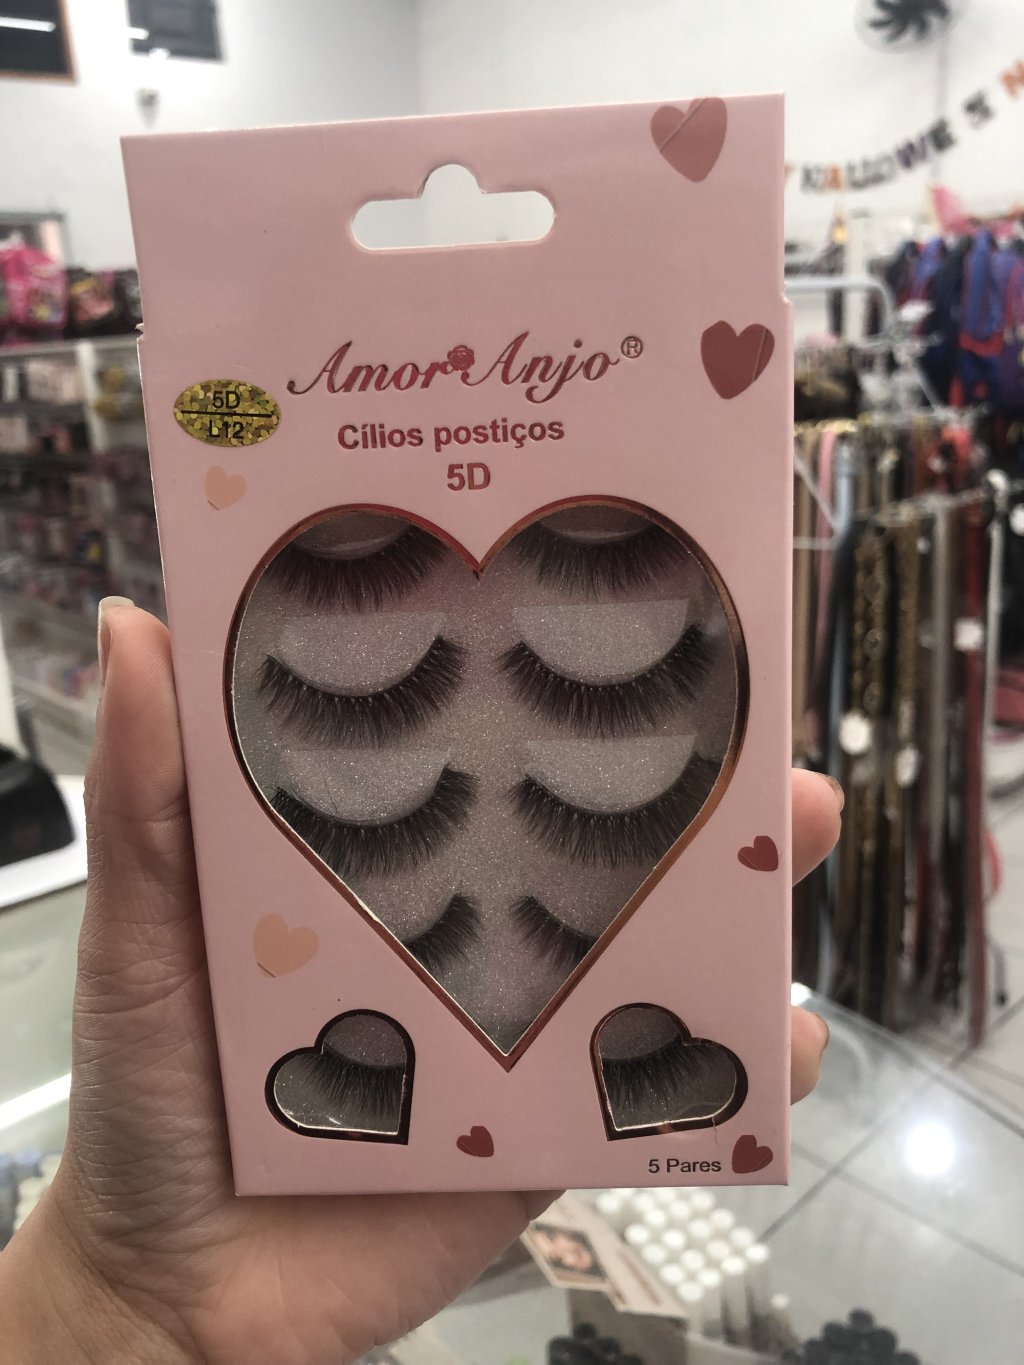 Amor Anjo®
5D
L12
Cílios postiços
5D
5 Pares